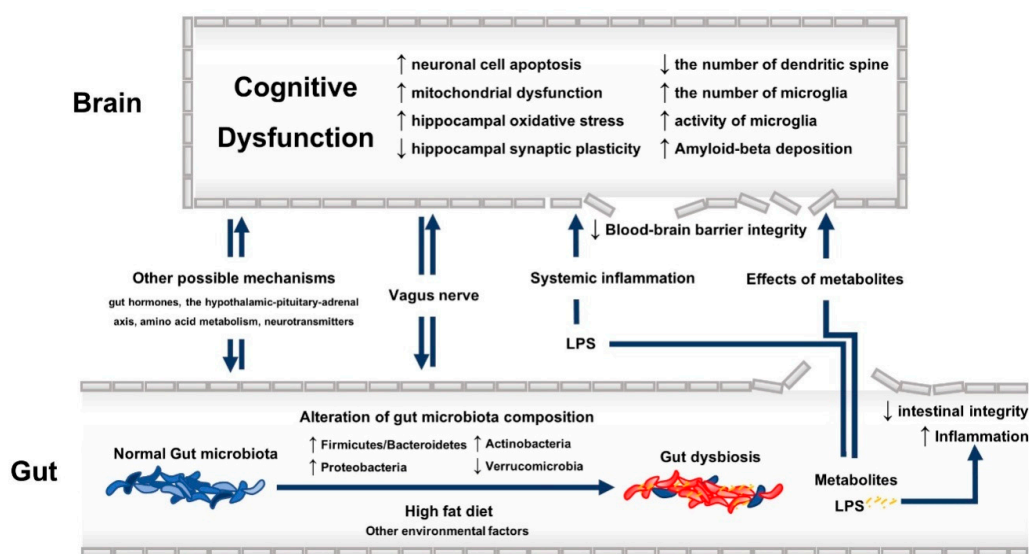 Brain
Cognitive
Dysfunction
↑ neuronal cell apoptosis
↑ mitochondrial dysfunction
↑ hippocampal oxidative stress
↓ hippocampal synaptic plasticity
↓ the number of dendritic spine
↑ the number of microglia
↑ activity of microglia
↑ Amyloid-beta deposition
↓ Blood-brain barrier integrity
Other possible mechanisms
gut hormones, the hypothalamic-pituitary-adrenal
axis, amino acid metabolism, neurotransmitters
Vagus nerve
Systemic inflammation
LPS
Effects of metabolites
Gut
Normal Gut microbiota
Alteration of gut microbiota composition
↑ Firmicutes/Bacteroidetes
↑ Proteobacteria
↑ Actinobacteria
↓ Verrucomicrobia
High fat diet
Other environmental factors
Gut dysbiosis
Metabolites
LPS
↓ intestinal integrity
↑ Inflammation